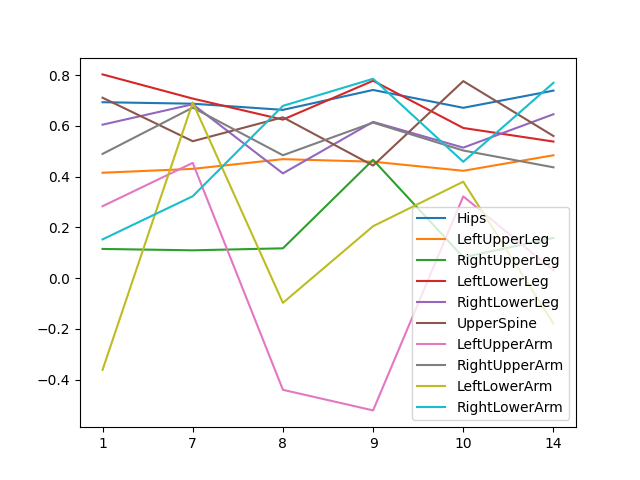 0.8
0.6
0.4
0.2
0.0
−0.2
−0.4
1 7 8 9 10 14
Hips
LeftUpperLeg
RightUpperLeg
LeftLowerLeg
RightLowerLeg
UpperSpine
LeftUpperArm
RightUpperArm
LeftLowerArm
RightLowerArm